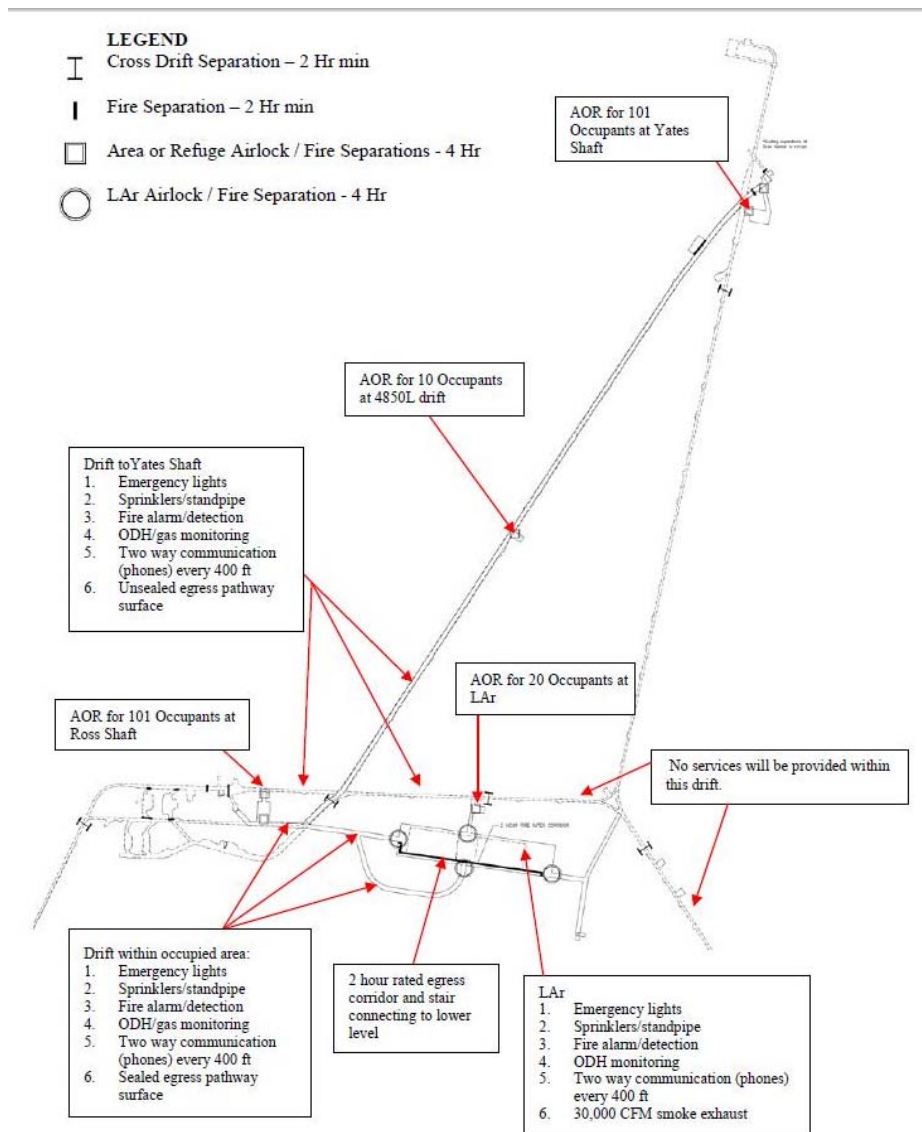 LEGEND
Cross Drift Separation – 2 Hr min
Fire Separation – 2 Hr min
Area or Refuge Airlock / Fire Separations - 4 Hr
LAr Airlock / Fire Separation - 4 Hr
AOR for 101
Occupants at Yates
Shaft
AOR for 10 Occupants
at 4850L drift
Drift toYates Shaft
1. Emergency lights
2. Sprinklers/standpipe
3. Fire alarm/detection
4. ODH/gas monitoring
5. Two way communication
(phones) every 400 ft
6. Unsealed egress pathway
surface
AOR for 20 Occupants at
LAr
AOR for 101 Occupants at
Ross Shaft
No services will be provided within
this drift.
2 HOUR FIRE RATED CORRIDOR
Drift within occupied area:
1. Emergency lights
2. Sprinklers/standpipe
3. Fire alarm/detection
4. ODH/gas monitoring
5. Two way communication
(phones) every 400 ft
6. Sealed egress pathway
surface
2 hour rated egress
corridor and stair
connecting to lower
level
LAr
1. Emergency lights
2. Sprinklers/standpipe
3. Fire alarm/detection
4. ODH monitoring
5. Two way communication (phones)
every 400 ft
6. 30,000 CFM smoke exhaust